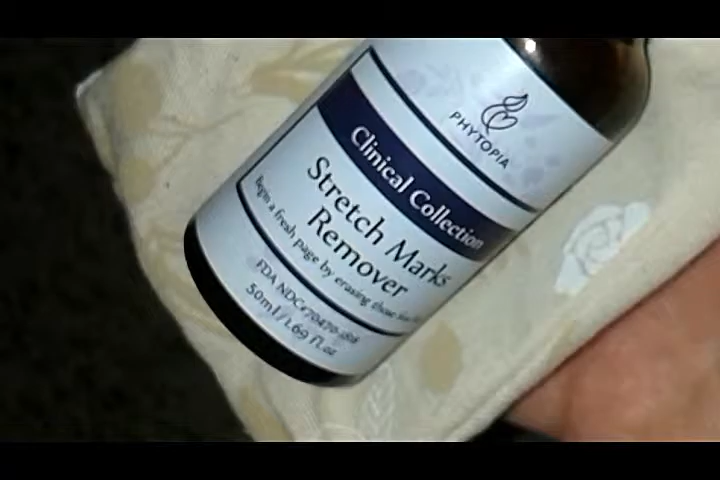 PHYTOPIA
Clinical Collection
Stretch Marks
Remover
Begin a fresh page by erasing those
FDA NDC#70470-
50ml / 1.69 Fl.oz